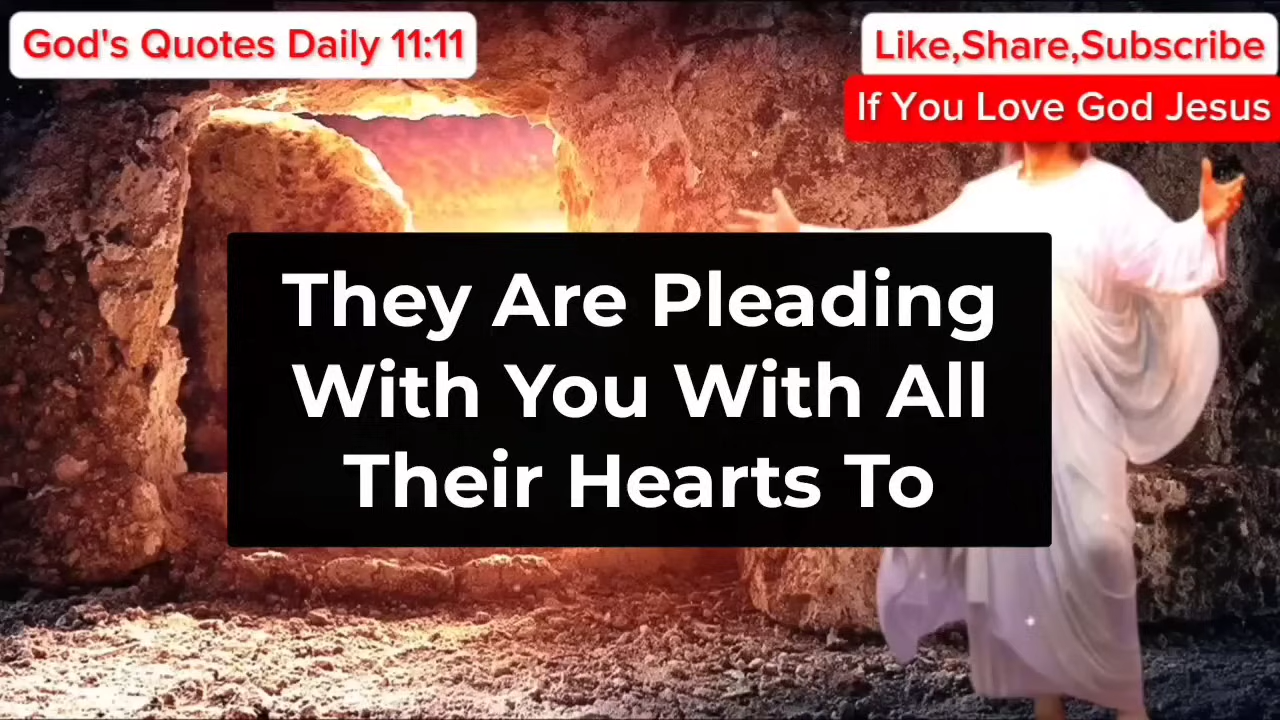 God's Quotes Daily 11:11
Like,Share,Subscribe
If You Love God Jesus
They Are Pleading
With You With All
Their Hearts To